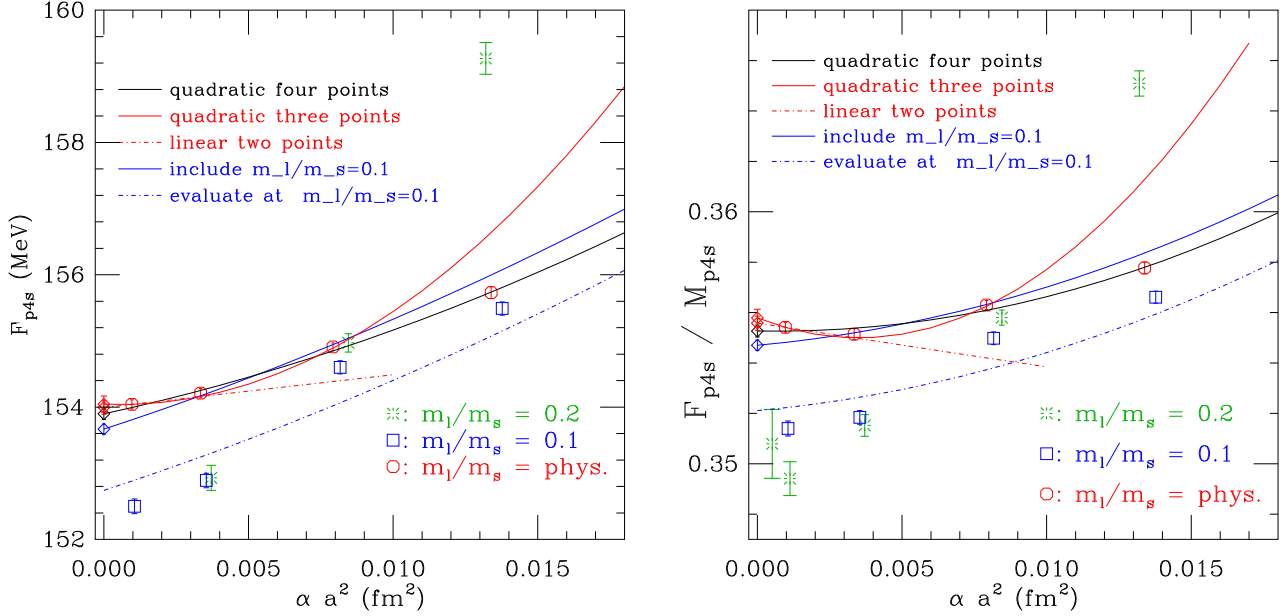 160
158
156
154
152
F_p4s (MeV)
quadratic four points
quadratic three points
linear two points
include m_l/m_s=0.1
evaluate at m_l/m_s=0.1
m_l/m_s = 0.2
: m_l/m_s = 0.1
: m_l/m_s = phys.
0.000
0.005
0.010
0.015
α a² (fm²)
0.36
0.35
F_p4s / M_p4s
quadratic four points
quadratic three points
linear two points
include m_l/m_s=0.1
evaluate at m_l/m_s=0.1
: m_l/m_s = 0.2
: m_l/m_s = 0.1
: m_l/m_s = phys.
0.000
0.005
0.010
0.015
α a² (fm²)